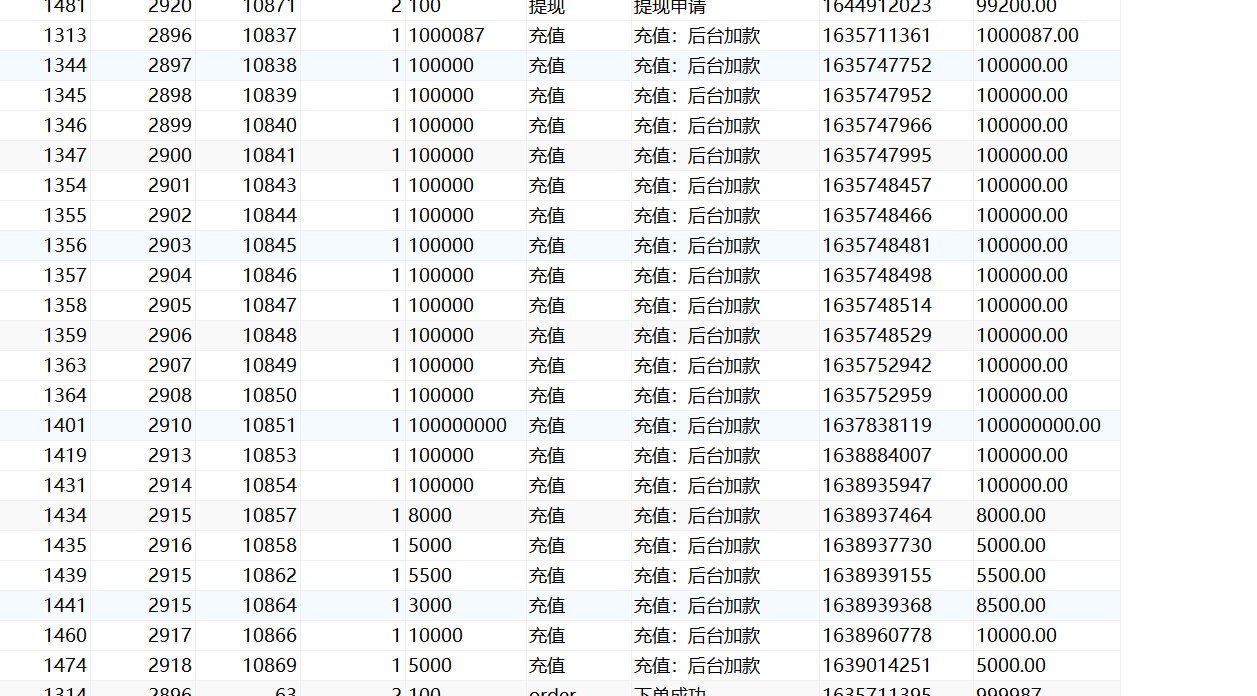 1481 2920 10871 2 100 提现 提现申请 1644912023 99200.00
1313 2896 10837 1 1000087 充值 充值：后台加款 1635711361 1000087.00
1344 2897 10838 1 100000 充值 充值：后台加款 1635747752 100000.00
1345 2898 10839 1 100000 充值 充值：后台加款 1635747952 100000.00
1346 2899 10840 1 100000 充值 充值：后台加款 1635747966 100000.00
1347 2900 10841 1 100000 充值 充值：后台加款 1635747995 100000.00
1354 2901 10843 1 100000 充值 充值：后台加款 1635748457 100000.00
1355 2902 10844 1 100000 充值 充值：后台加款 1635748466 100000.00
1356 2903 10845 1 100000 充值 充值：后台加款 1635748481 100000.00
1357 2904 10846 1 100000 充值 充值：后台加款 1635748498 100000.00
1358 2905 10847 1 100000 充值 充值：后台加款 1635748514 100000.00
1359 2906 10848 1 100000 充值 充值：后台加款 1635748529 100000.00
1363 2907 10849 1 100000 充值 充值：后台加款 1635752942 100000.00
1364 2908 10850 1 100000 充值 充值：后台加款 1635752959 100000.00
1401 2910 10851 1 100000000 充值 充值：后台加款 1637838119 100000000.00
1419 2913 10853 1 100000 充值 充值：后台加款 1638884007 100000.00
1431 2914 10854 1 100000 充值 充值：后台加款 1638935947 100000.00
1434 2915 10857 1 8000 充值 充值：后台加款 1638937464 8000.00
1435 2916 10858 1 5000 充值 充值：后台加款 1638937730 5000.00
1439 2915 10862 1 5500 充值 充值：后台加款 1638939155 5500.00
1441 2915 10864 1 3000 充值 充值：后台加款 1638939368 8500.00
1460 2917 10866 1 10000 充值 充值：后台加款 1638960778 10000.00
1474 2918 10869 1 5000 充值 充值：后台加款 1639014251 5000.00
1314 2896 63 2 100 order 下单成功 1635711395 999987